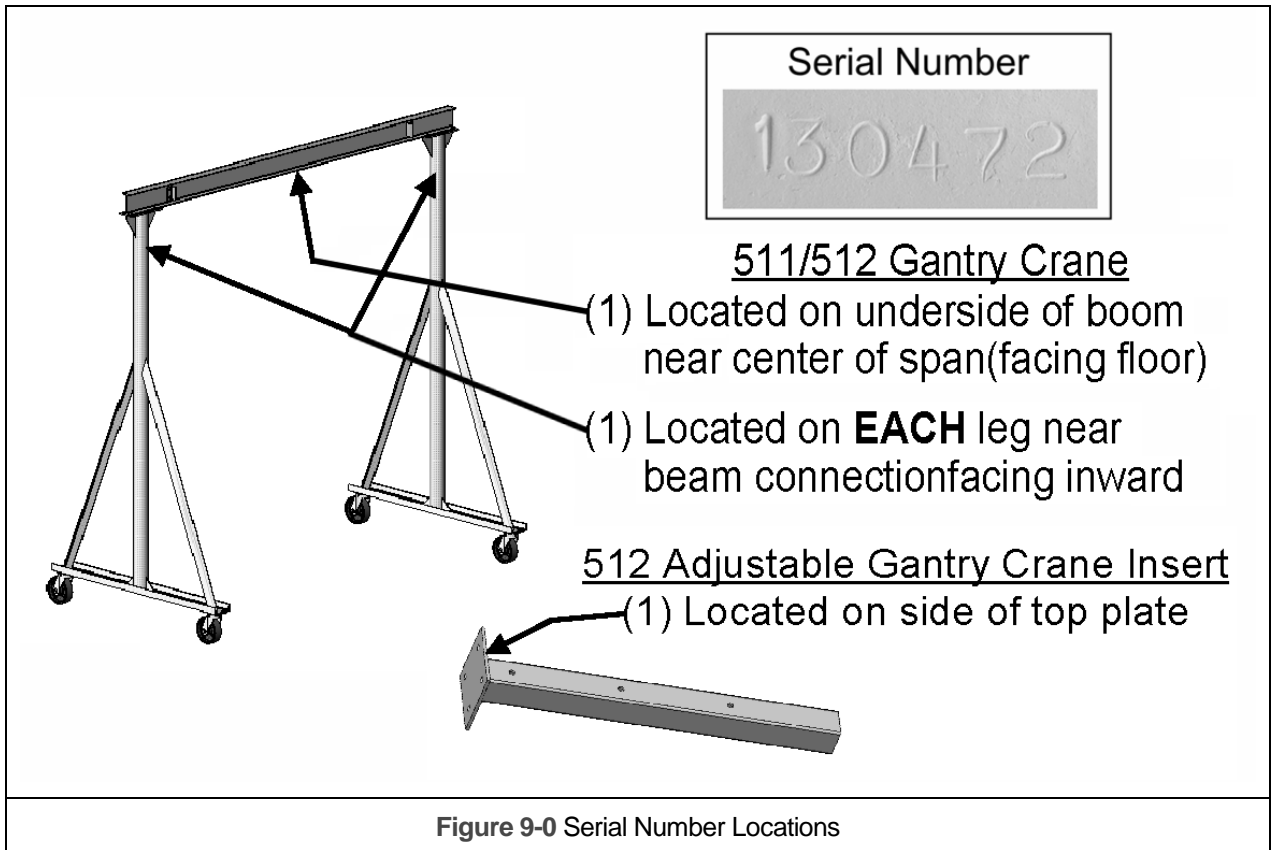 Serial Number
130472
511/512 Gantry Crane
(1) Located on underside of boom
near center of span(facing floor)
(1) Located on EACH leg near
beam connectionfacing inward
512 Adjustable Gantry Crane Insert
(1) Located on side of top plate
Figure 9-0 Serial Number Locations